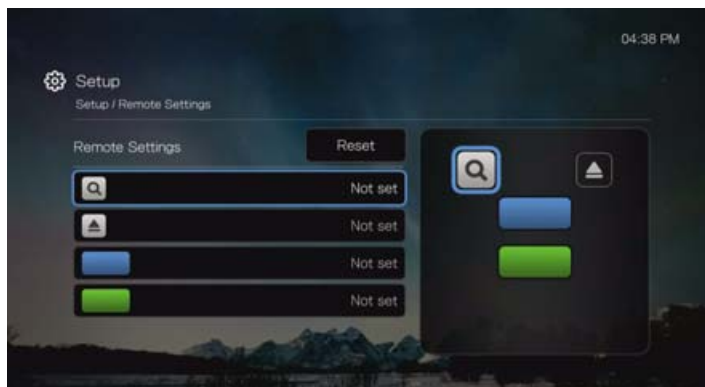 04:38 PM
Setup
Setup / Remote Settings
Remote Settings
Reset
Not set
Not set
Not set
Not set